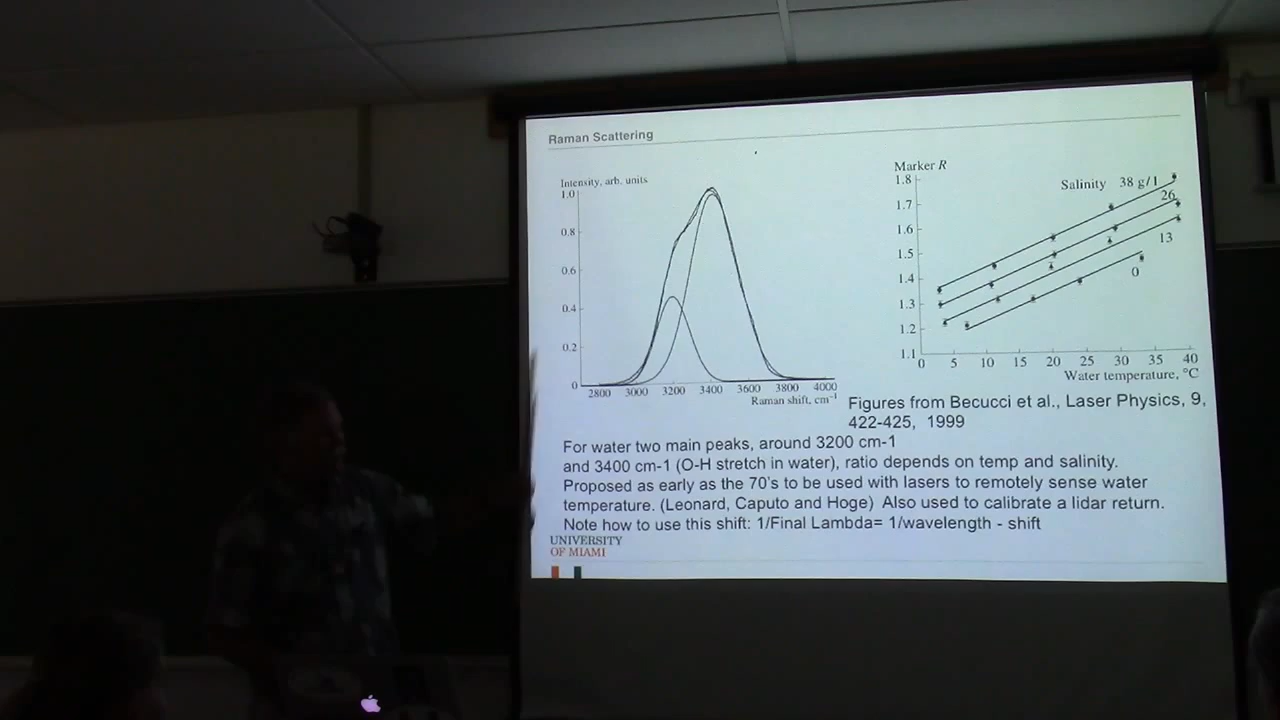 Raman Scattering
Intensity, arb. units
1.0
0.8
0.6
0.4
0.2
0
2800 3000 3200 3400 3600 3800 4000
Raman shift, cm-1
Marker R
1.8
1.7
1.6
1.5
1.4
1.3
1.2
1.1
Salinity 38 g/l
26
13
0
0 5 10 15 20 25 30 35 40
Water temperature, °C
Figures from Becucci et al., Laser Physics, 9,
422-425, 1999
For water two main peaks, around 3200 cm-1
and 3400 cm-1 (O-H stretch in water), ratio depends on temp and salinity.
Proposed as early as the 70's to be used with lasers to remotely sense water
temperature. (Leonard, Caputo and Hoge) Also used to calibrate a lidar return.
Note how to use this shift: 1/Final Lambda= 1/wavelength - shift
UNIVERSITY
OF MIAMI